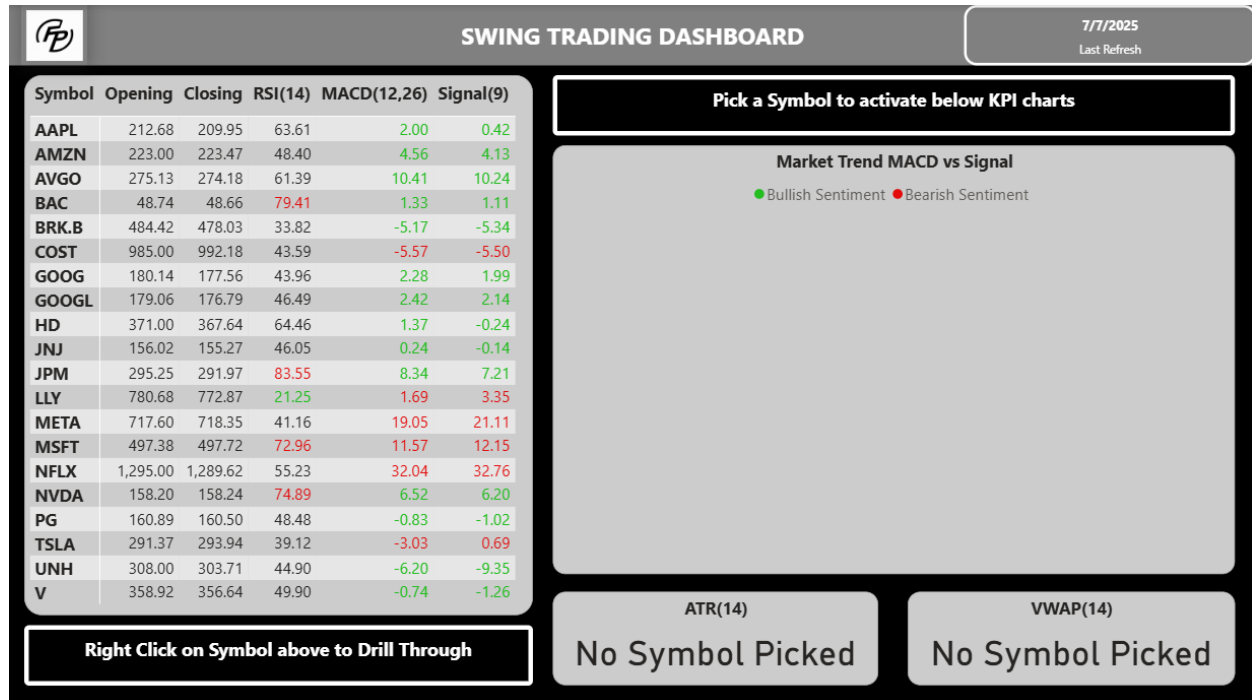 FP
SWING TRADING DASHBOARD
7/7/2025
Last Refresh
Symbol Opening Closing RSI(14) MACD(12,26) Signal(9)
AAPL 212.68 209.95 63.61 2.00 0.42
AMZN 223.00 223.47 48.40 4.56 4.13
AVGO 275.13 274.18 61.39 10.41 10.24
BAC 48.74 48.66 79.41 1.33 1.11
BRK.B 484.42 478.03 33.82 -5.17 -5.34
COST 985.00 992.18 43.59 -5.57 -5.50
GOOG 180.14 177.56 43.96 2.28 1.99
GOOGL 179.06 176.79 46.49 2.42 2.14
HD 371.00 367.64 64.46 1.37 -0.24
JNJ 156.02 155.27 46.05 0.24 -0.14
JPM 295.25 291.97 83.55 8.34 7.21
LLY 780.68 772.87 21.25 1.69 3.35
META 717.60 718.35 41.16 19.05 21.11
MSFT 497.38 497.72 72.96 11.57 12.15
NFLX 1,295.00 1,289.62 55.23 32.04 32.76
NVDA 158.20 158.24 74.89 6.52 6.20
PG 160.89 160.50 48.48 -0.83 -1.02
TSLA 291.37 293.94 39.12 -3.03 0.69
UNH 308.00 303.71 44.90 -6.20 -9.35
V 358.92 356.64 49.90 -0.74 -1.26
Right Click on Symbol above to Drill Through
Pick a Symbol to activate below KPI charts
Market Trend MACD vs Signal
Bullish Sentiment Bearish Sentiment
ATR(14)
No Symbol Picked
VWAP(14)
No Symbol Picked